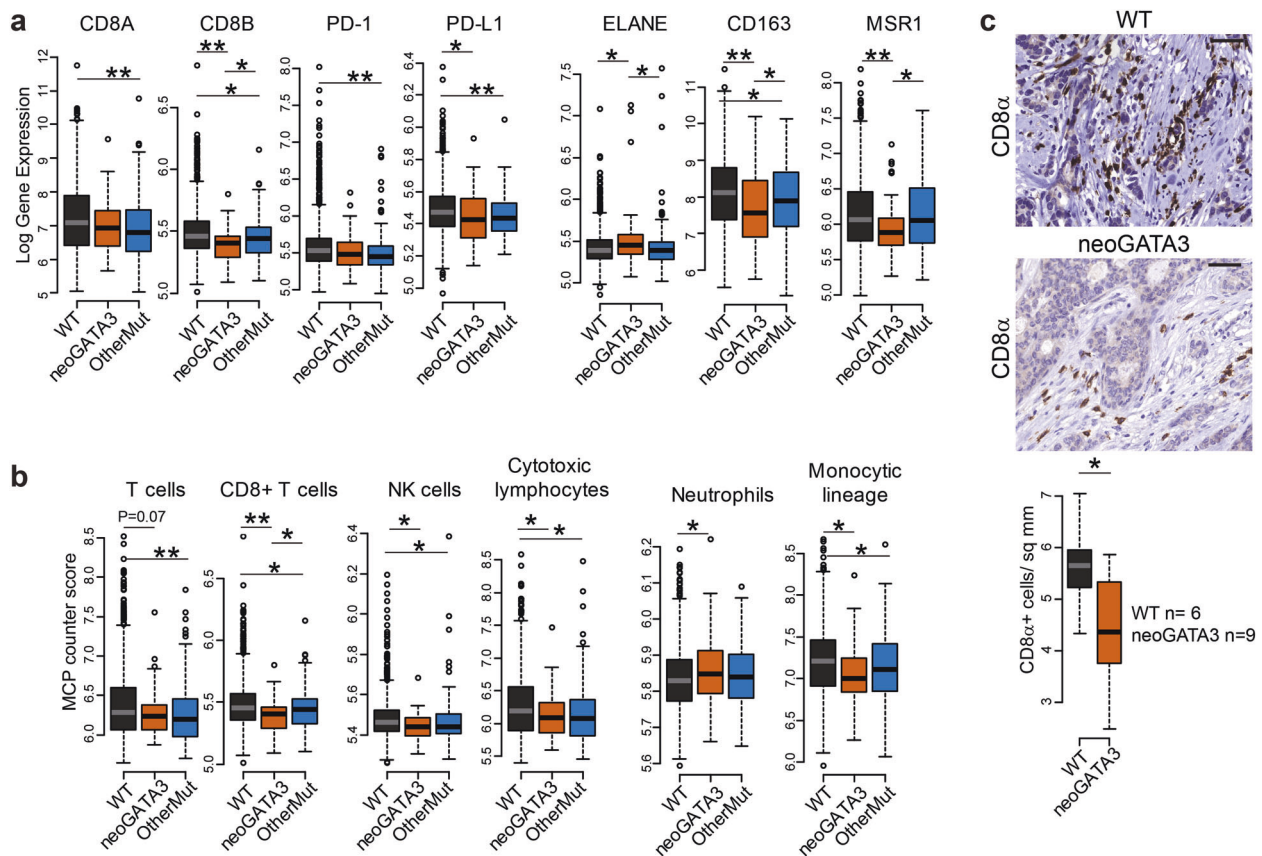 a
CD8A CD8B PD-1 PD-L1 ELANE CD163 MSR1
Log Gene Expression
5 6 7 8 9 10 11 12
** 
5.0 5.5 6.0 6.5
** * *
5.0 5.5 6.0 6.5 7.0 7.5 8.0
**
5.0 5.2 5.4 5.6 5.8 6.0 6.2 6.4
* **
5.0 5.5 6.0 6.5 7.0 7.5
* *
6 7 8 9 10 11
** * *
5.0 5.5 6.0 6.5 7.0 7.5 8.0
** *
WT neoGATA3 OtherMut
WT neoGATA3 OtherMut
WT neoGATA3 OtherMut
WT neoGATA3 OtherMut
WT neoGATA3 OtherMut
WT neoGATA3 OtherMut
WT neoGATA3 OtherMut
b
T cells CD8+ T cells NK cells Cytotoxic lymphocytes Neutrophils Monocytic lineage
MCP counter score
P=0.07
**
6.0 6.5 7.0 7.5 8.0 8.5
** * *
5.0 5.5 6.0 6.5
* *
5.4 5.6 5.8 6.0 6.2 6.4
* *
5.5 6.0 6.5 7.0 7.5 8.0 8.5
*
5.6 5.8 5.9 6.0 6.1 6.2
* *
6.0 6.5 7.0 7.5 8.0 8.5
WT neoGATA3 OtherMut
WT neoGATA3 OtherMut
WT neoGATA3 OtherMut
WT neoGATA3 OtherMut
WT neoGATA3 OtherMut
WT neoGATA3 OtherMut
c
WT
CD8α
neoGATA3
CD8α
*
CD8α+ cells/ sq mm
3 4 5 6 7
WT n= 6
neoGATA3 n=9
WT
neoGATA3